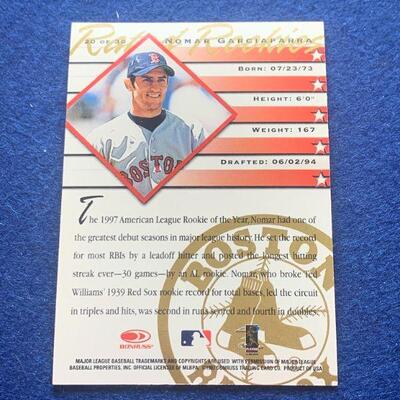 Rated Rookies
20 OF 30 NOMAR GARCIAPARRA
BORN: 07/23/73
HEIGHT: 6'0"
WEIGHT: 167
DRAFTED: 06/02/94
BOSTON
The 1997 American League Rookie of the Year, Nomar had one
of the greatest debut seasons in major league history. He set the record
for most RBIs by a leadoff hitter and posted the longest hitting
streak ever—30 games—by an AL rookie. Nomar, who broke Ted
Williams' 1939 Red Sox rookie record for total bases, led the circuit
in triples and hits, was second in runs scored and fourth in doubles.
BOSTON
DONRUSS
MAJOR LEAGUE BASEBALL TRADEMARKS AND COPYRIGHTS ARE USED WITH PERMISSION OF MAJOR LEAGUE
BASEBALL PROPERTIES, INC. OFFICIAL LICENSEE OF MLBPA. ©1998 DONRUSS TRADING CARD CO. PRODUCT OF USA